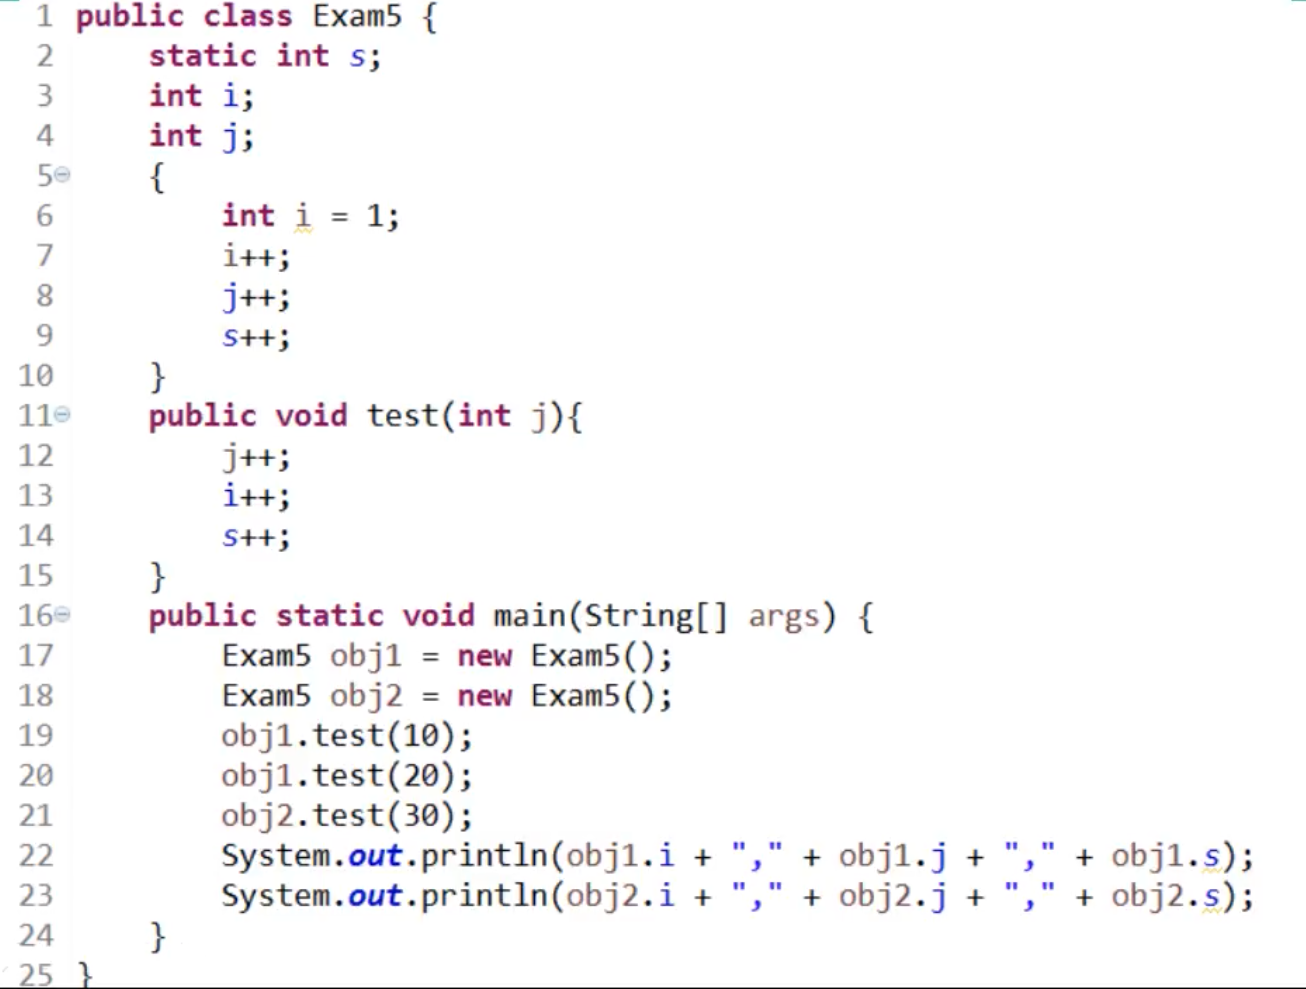 1 public class Exam5 {
2     static int s;
3     int i;
4     int j;
5     {
6         int i = 1;
7         i++;
8         j++;
9         s++;
10     }
11     public void test(int j){
12         j++;
13         i++;
14         s++;
15     }
16     public static void main(String[] args) {
17         Exam5 obj1 = new Exam5();
18         Exam5 obj2 = new Exam5();
19         obj1.test(10);
20         obj1.test(20);
21         obj2.test(30);
22         System.out.println(obj1.i + "," + obj1.j + "," + obj1.s);
23         System.out.println(obj2.i + "," + obj2.j + "," + obj2.s);
24     }
25 }